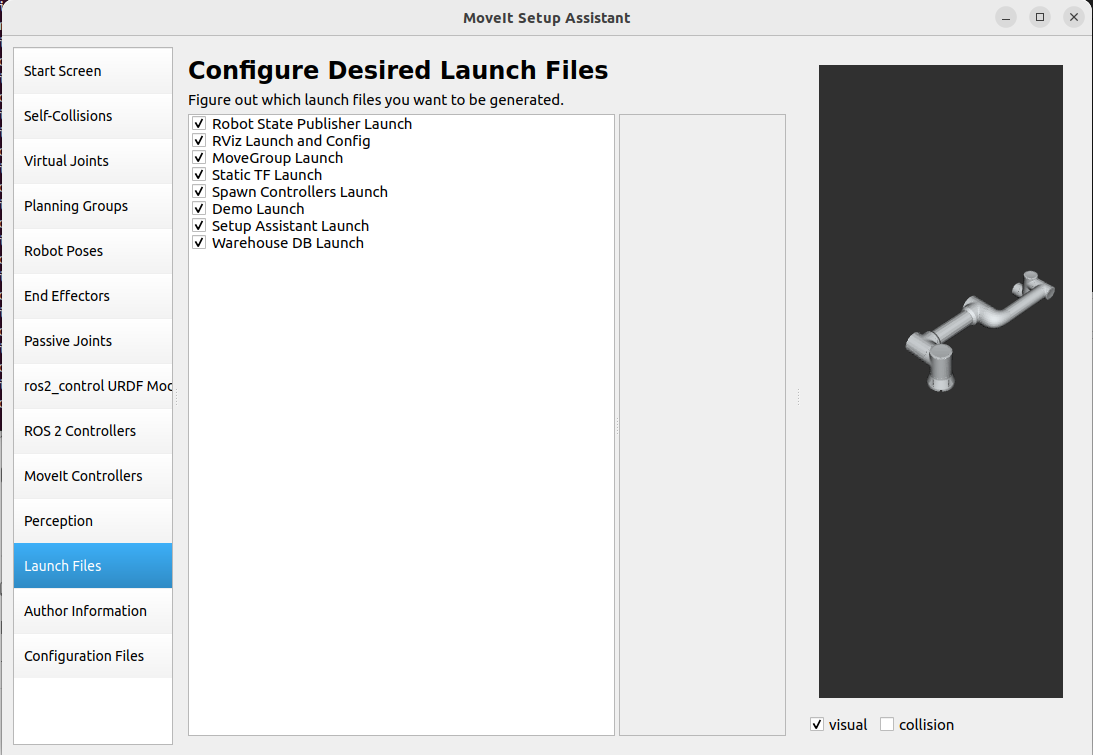 MoveIt Setup Assistant
Start Screen
Self-Collisions
Virtual Joints
Planning Groups
Robot Poses
End Effectors
Passive Joints
ros2_control URDF Moc
ROS 2 Controllers
MoveIt Controllers
Perception
Launch Files
Author Information
Configuration Files
Configure Desired Launch Files
Figure out which launch files you want to be generated.
Robot State Publisher Launch
RViz Launch and Config
MoveGroup Launch
Static TF Launch
Spawn Controllers Launch
Demo Launch
Setup Assistant Launch
Warehouse DB Launch
visual
collision